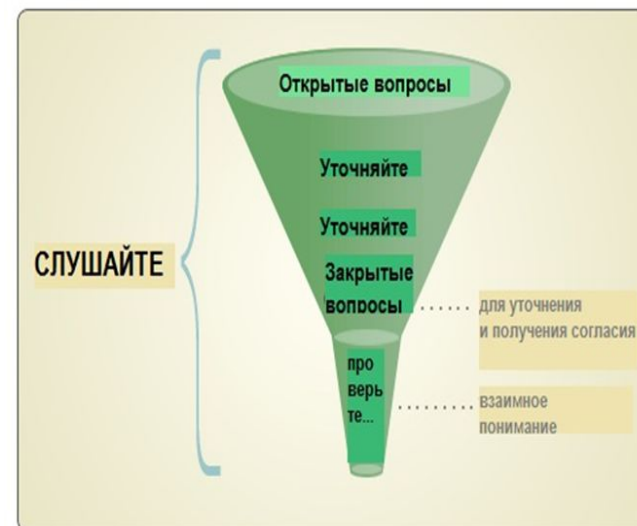 Открытые вопросы
Уточняйте
Уточняйте
СЛУШАЙТЕ
Закрытые
вопросы
для уточнения
и получения согласия
про
верь
те...
взаимное
понимание